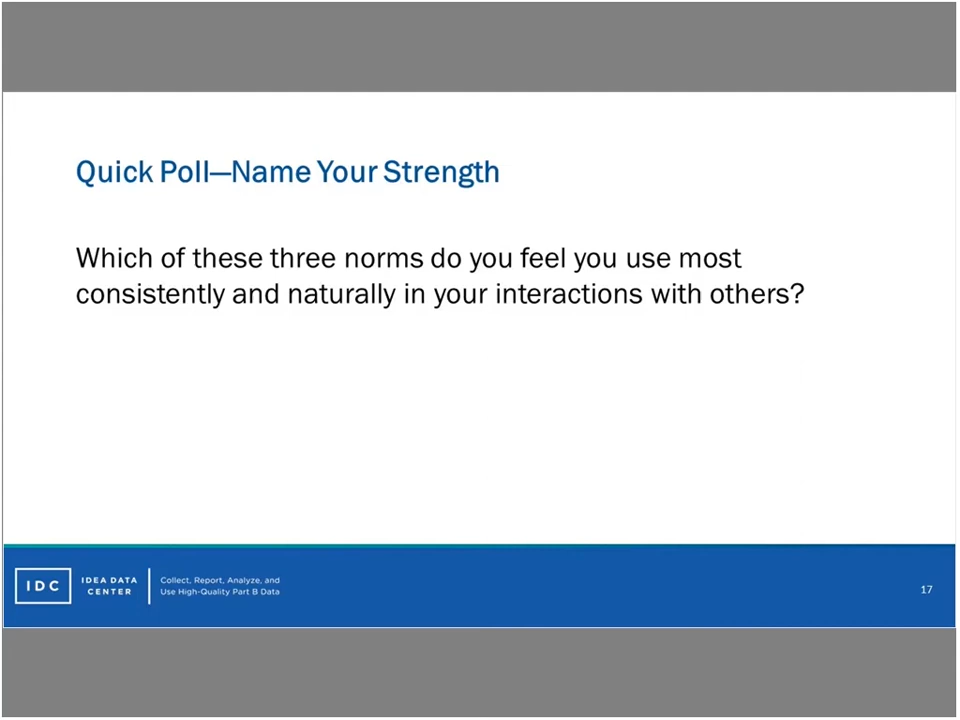 Quick Poll—Name Your Strength
Which of these three norms do you feel you use most
consistently and naturally in your interactions with others?
IDC
IDEA DATA
CENTER
Collect, Report, Analyze, and
Use High-Quality Part B Data
17